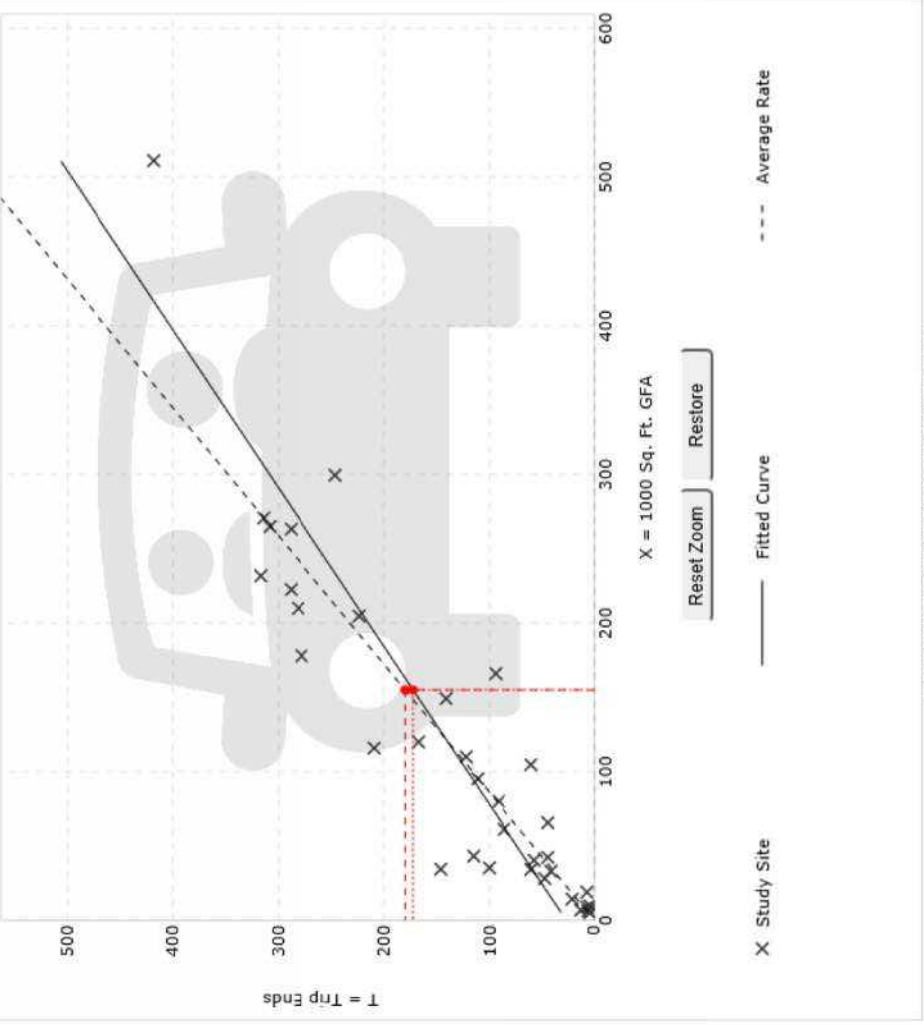 T = Trip Ends
500
400
300
200
100
0
0
100
200
300
400
500
600
X = 1000 Sq. Ft. GFA
Reset Zoom
Restore
Study Site
Fitted Curve
Average Rate